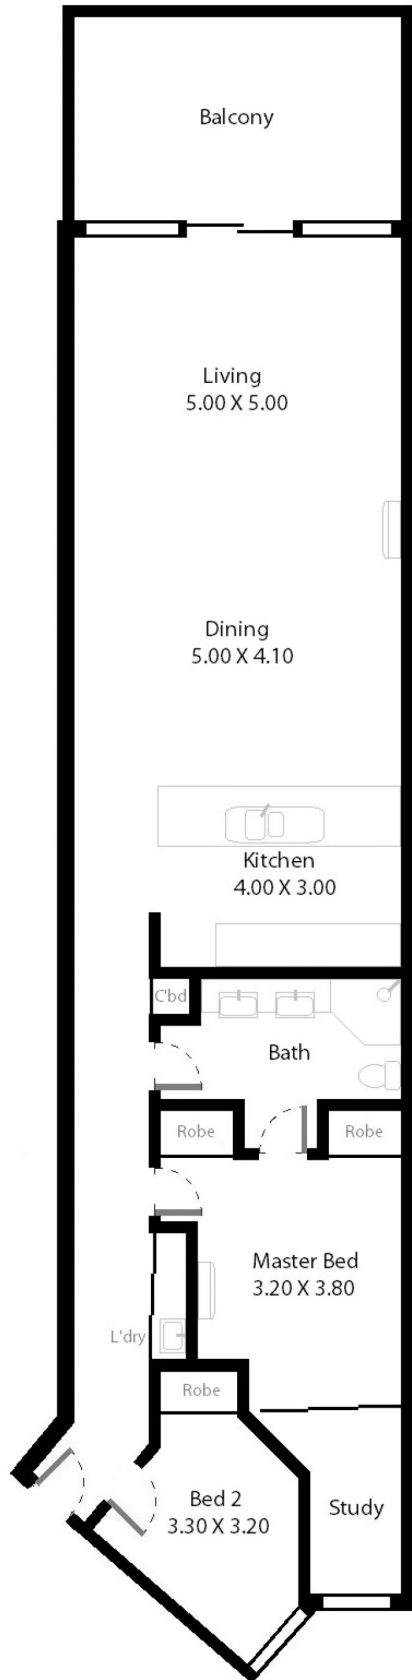 Balcony
Living
5.00 X 5.00
Dining
5.00 X 4.10
Kitchen
4.00 X 3.00
C'bd
Bath
Robe
Robe
Master Bed
3.20 X 3.80
L'dry
Robe
Bed 2
3.30 X 3.20
Study